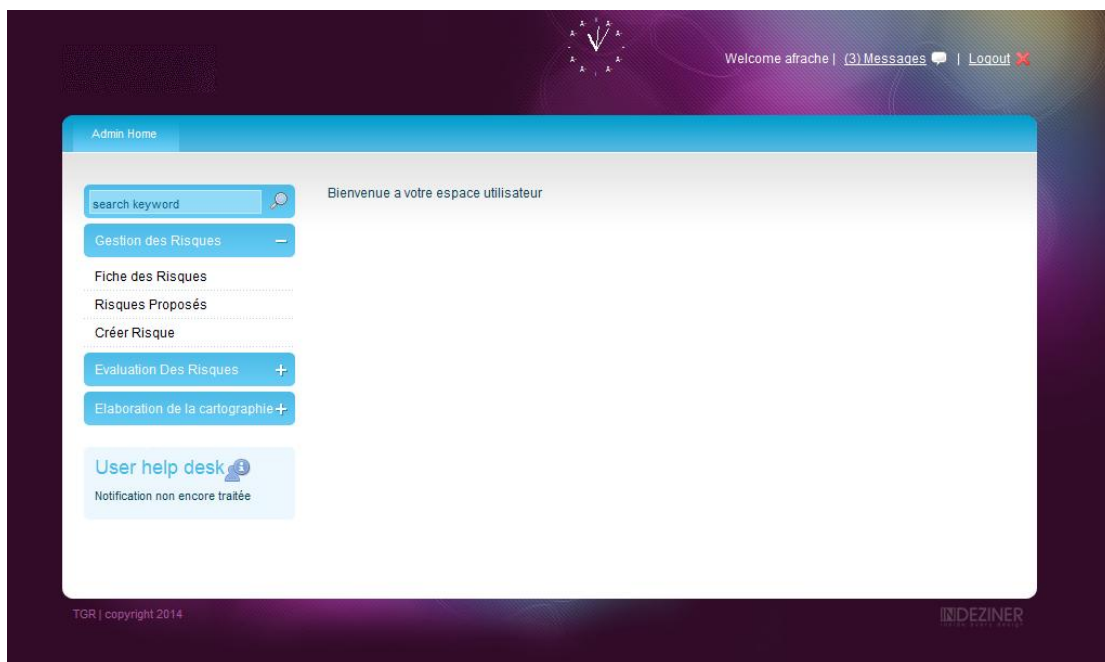 Welcome afrache | (3) Messages | Logout
Admin Home
search keyword
Bienvenue a votre espace utilisateur
Gestion des Risques
Fiche des Risques
Risques Proposés
Créer Risque
Evaluation Des Risques
Elaboration de la cartographie
User help desk
Notification non encore traitée
TGR | copyright 2014
INDEZINER